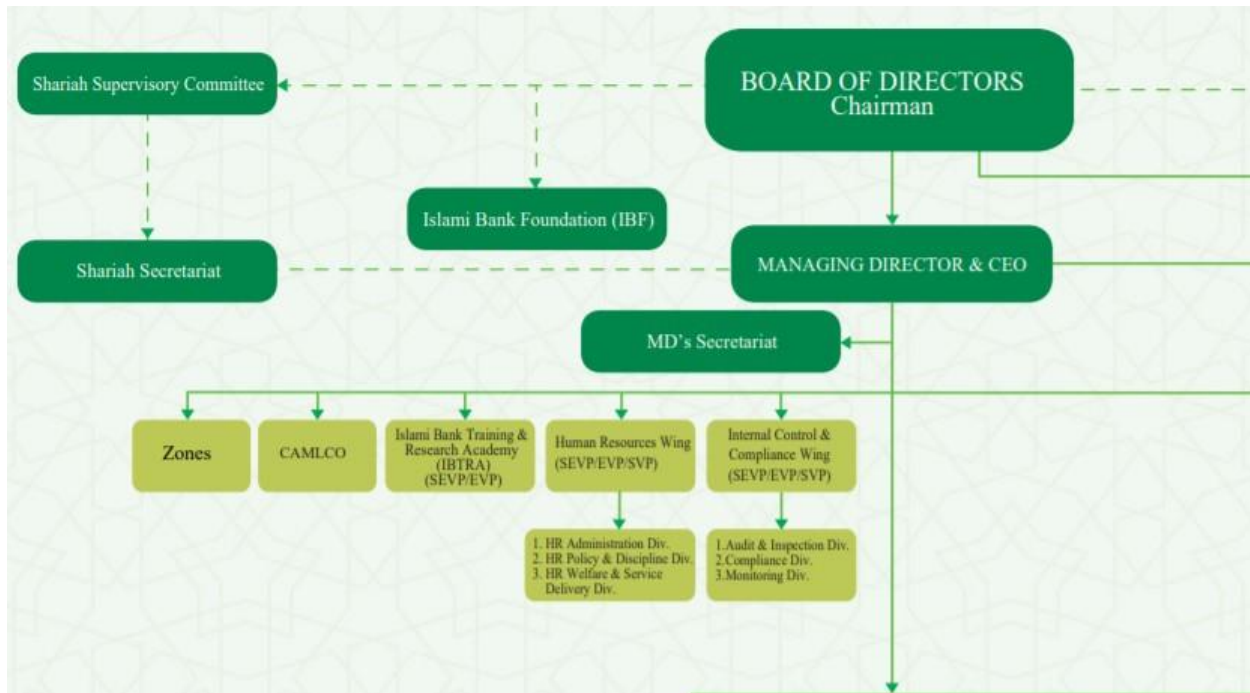 BOARD OF DIRECTORS
Chairman
Shariah Supervisory Committee
Islami Bank Foundation (IBF)
Shariah Secretariat
MANAGING DIRECTOR & CEO
MD's Secretariat
Zones
CAMLCO
Islami Bank Training &
Research Academy
(IBTRA)
(SEVP/EVP)
Human Resources Wing
(SEVP/EVP/SVP)
Internal Control &
Compliance Wing
(SEVP/EVP/SVP)
1. HR Administration Div.
2. HR Policy & Discipline Div.
3. HR Welfare & Service
Delivery Div.
1.Audit & Inspection Div.
2.Compliance Div.
3.Monitoring Div.